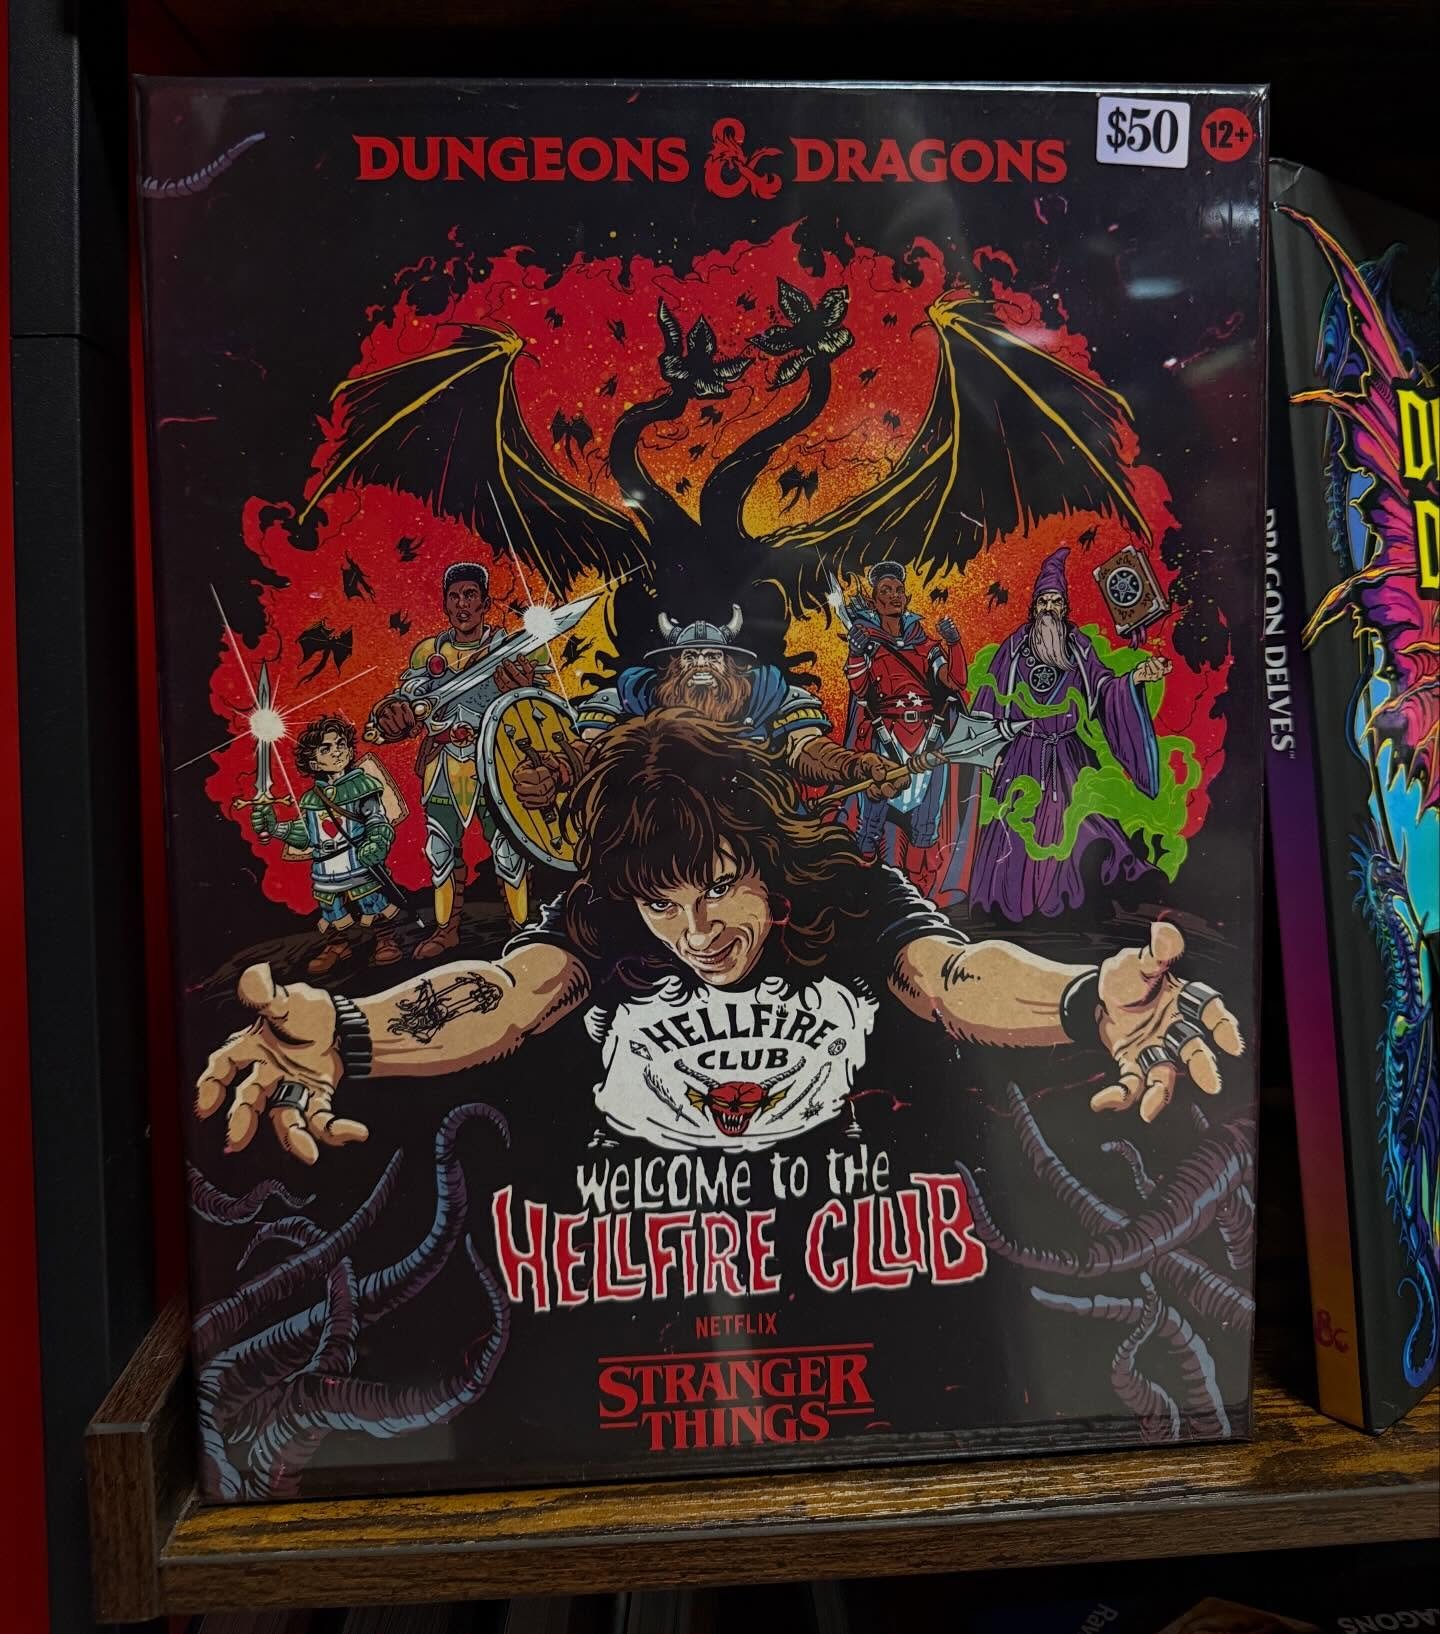 DUNGEONS & DRAGONS
$50
12+
HELLFIRE
CLUB
WELCOME TO THE
HELLFIRE CLUB
NETFLIX
STRANGER
THINGS
DRAGON DELVES